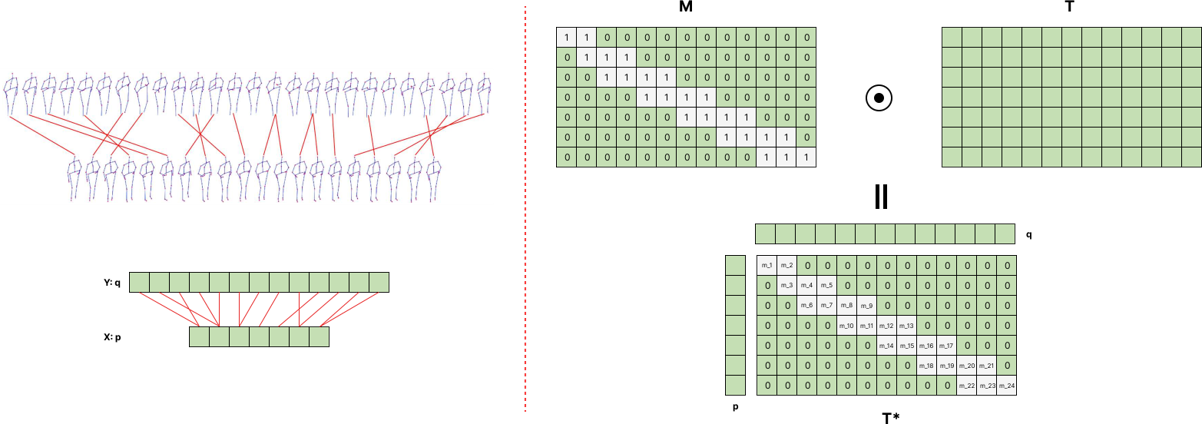 Y: q
X: p
M
1 1 0 0 0 0 0 0 0 0 0 0 0
0 1 1 1 0 0 0 0 0 0 0 0 0
0 0 1 1 1 1 0 0 0 0 0 0 0
0 0 0 0 1 1 1 1 0 0 0 0 0
0 0 0 0 0 0 1 1 1 1 0 0 0
0 0 0 0 0 0 0 0 1 1 1 1 0
0 0 0 0 0 0 0 0 0 0 1 1 1
T
q
m_1 m_2 0 0 0 0 0 0 0 0 0 0 0
0 m_3 m_4 m_5 0 0 0 0 0 0 0 0 0
0 0 m_6 m_7 m_8 m_9 0 0 0 0 0 0 0
0 0 0 0 m_10 m_11 m_12 m_13 0 0 0 0 0
0 0 0 0 0 0 m_14 m_15 m_16 m_17 0 0 0
0 0 0 0 0 0 0 0 m_18 m_19 m_20 m_21 0
0 0 0 0 0 0 0 0 0 0 m_22 m_23 m_24
p
T*